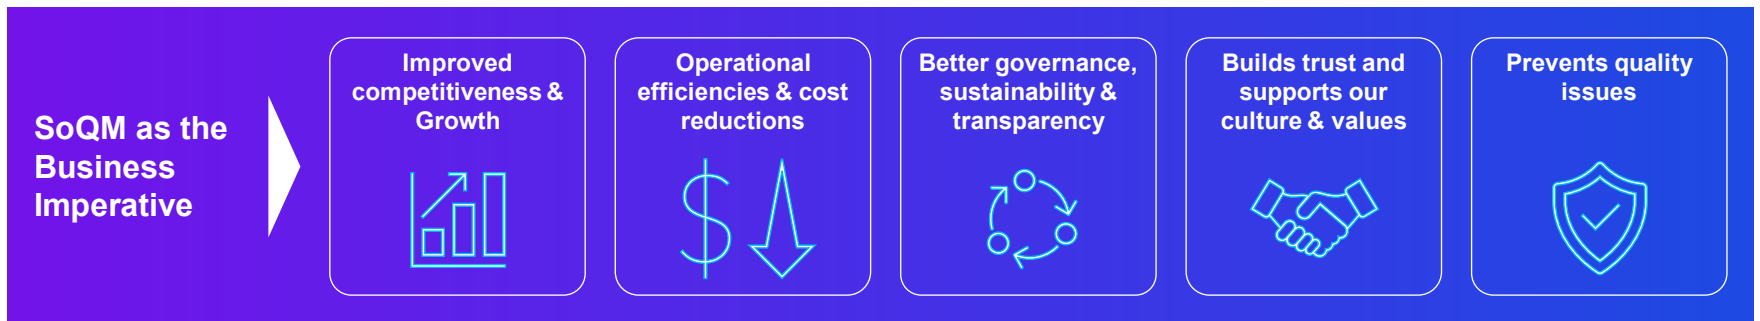 SoQM as the
Business
Imperative
Improved
competitiveness &
Growth
Operational
efficiencies & cost
reductions
Better governance,
sustainability &
transparency
Builds trust and
supports our
culture & values
Prevents quality
issues